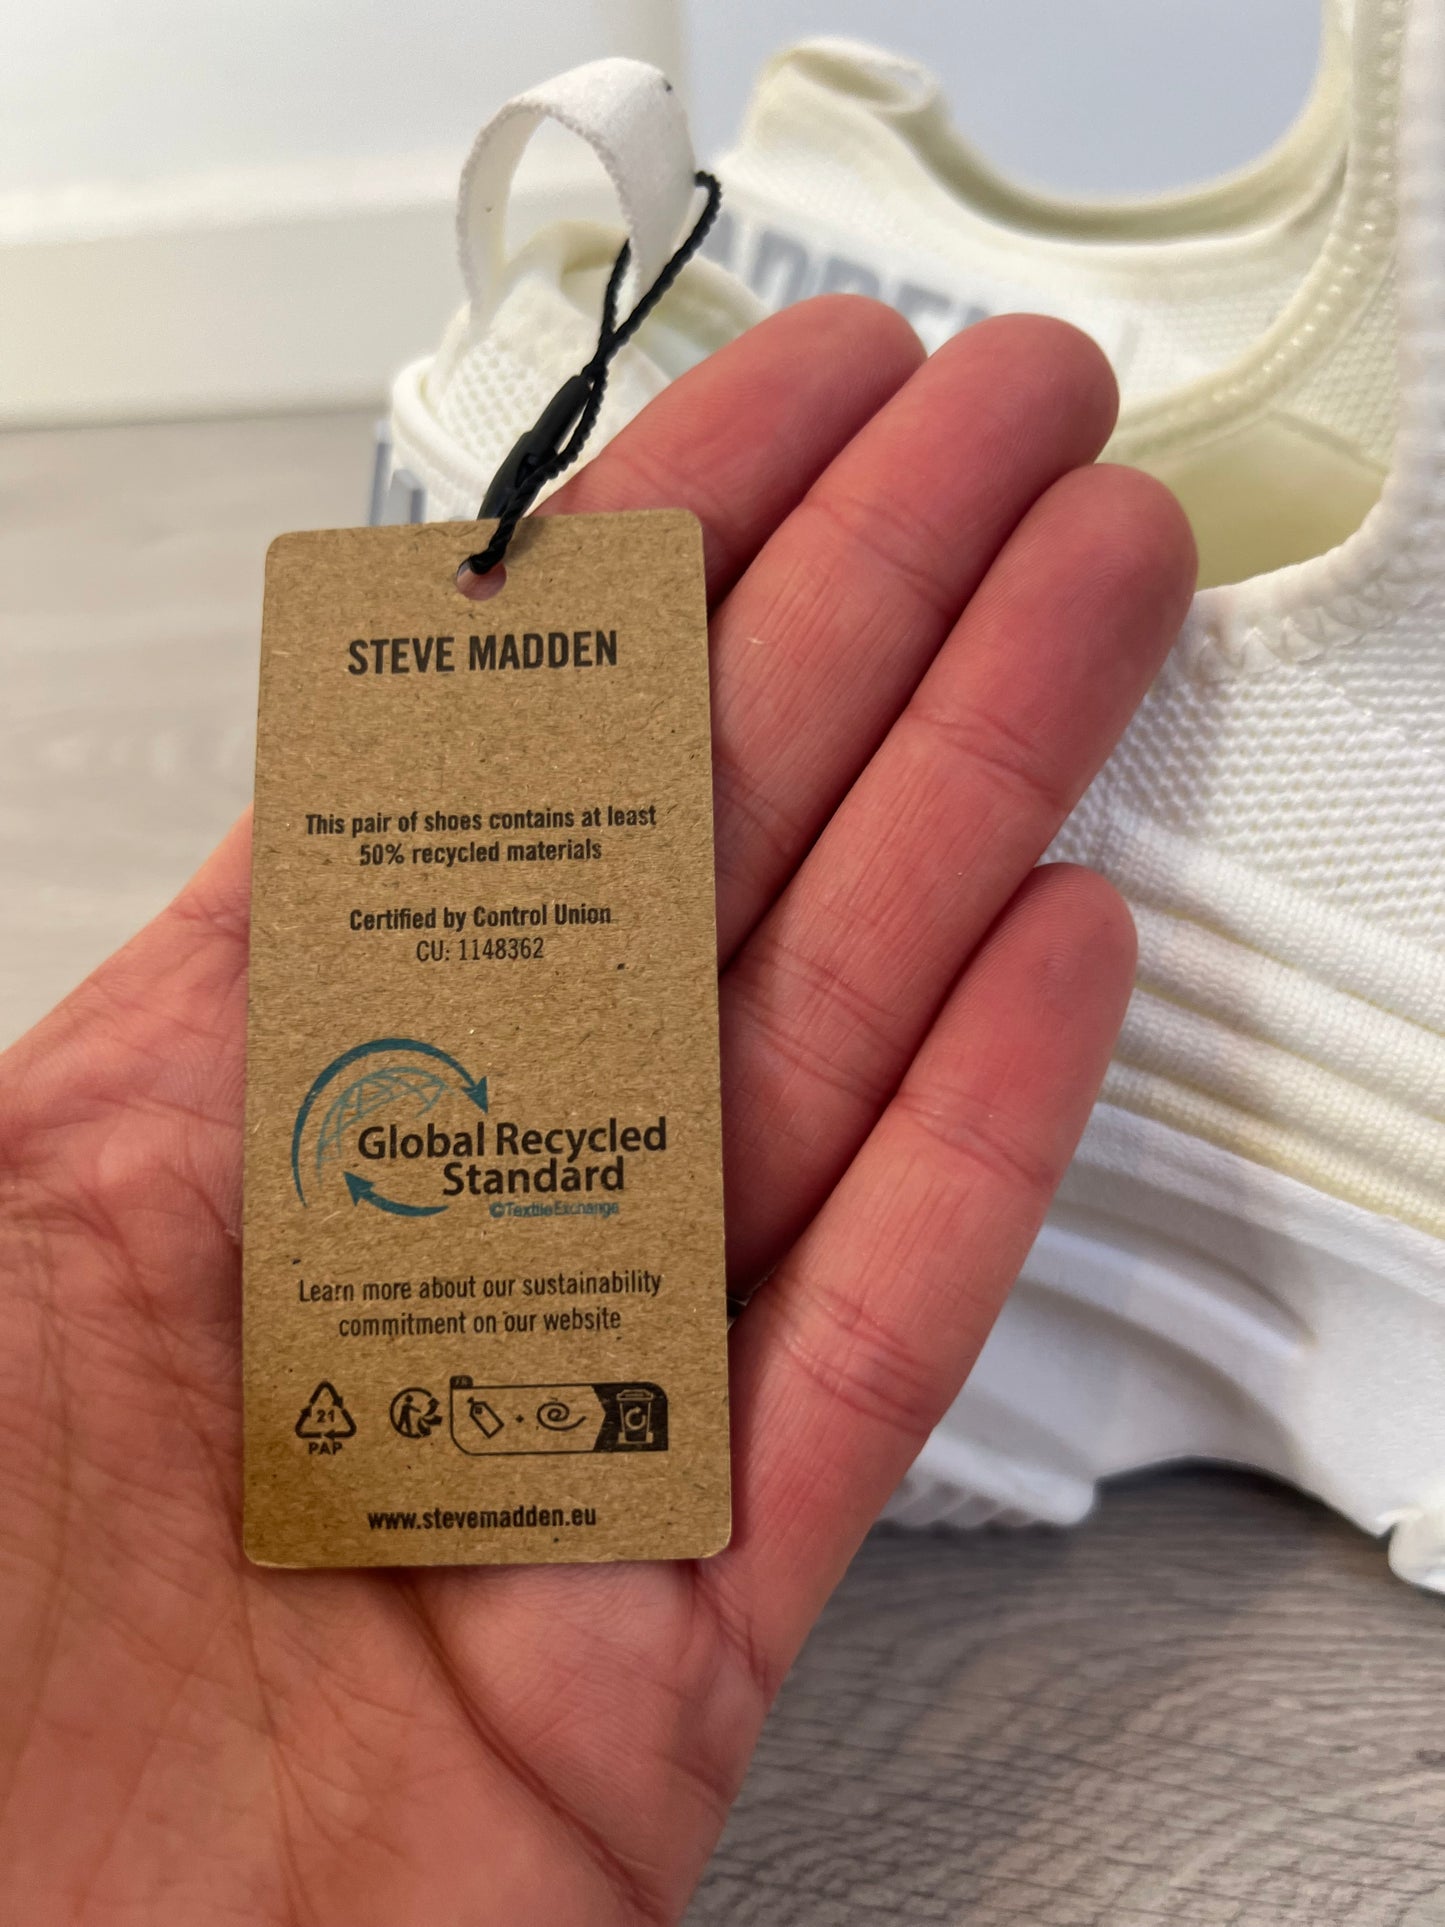 STEVE MADDEN
This pair of shoes contains at least
50% recycled materials
Certified by Control Union
CU: 1148362
Global Recycled
Standard
©TextileExchange
Learn more about our sustainability
commitment on our website
21
PAP
FR
+
www.stevemadden.eu